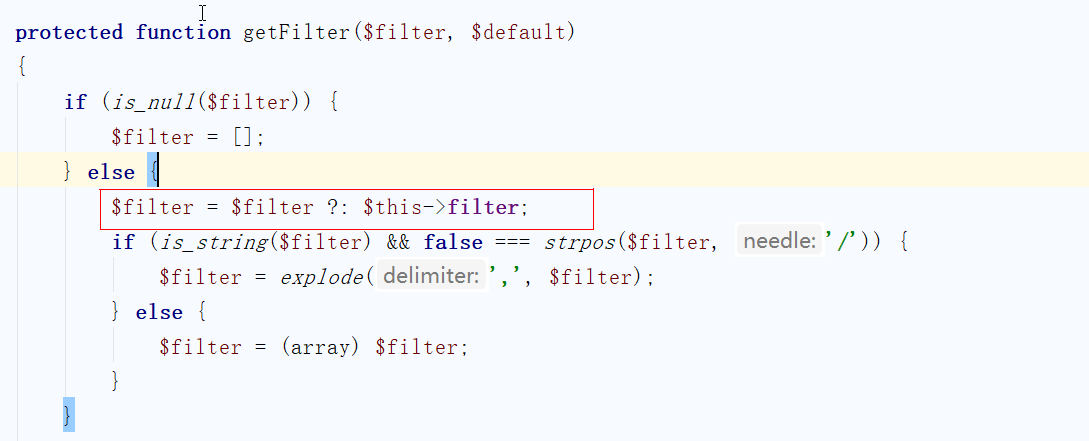 protected function getFilter($filter, $default)
{
if (is_null($filter)) {
$filter = [];
} else {
$filter = $filter ?: $this->filter;
if (is_string($filter) && false === strpos($filter, needle: '/')) {
$filter = explode( delimiter: ',', $filter);
} else {
$filter = (array) $filter;
}
}